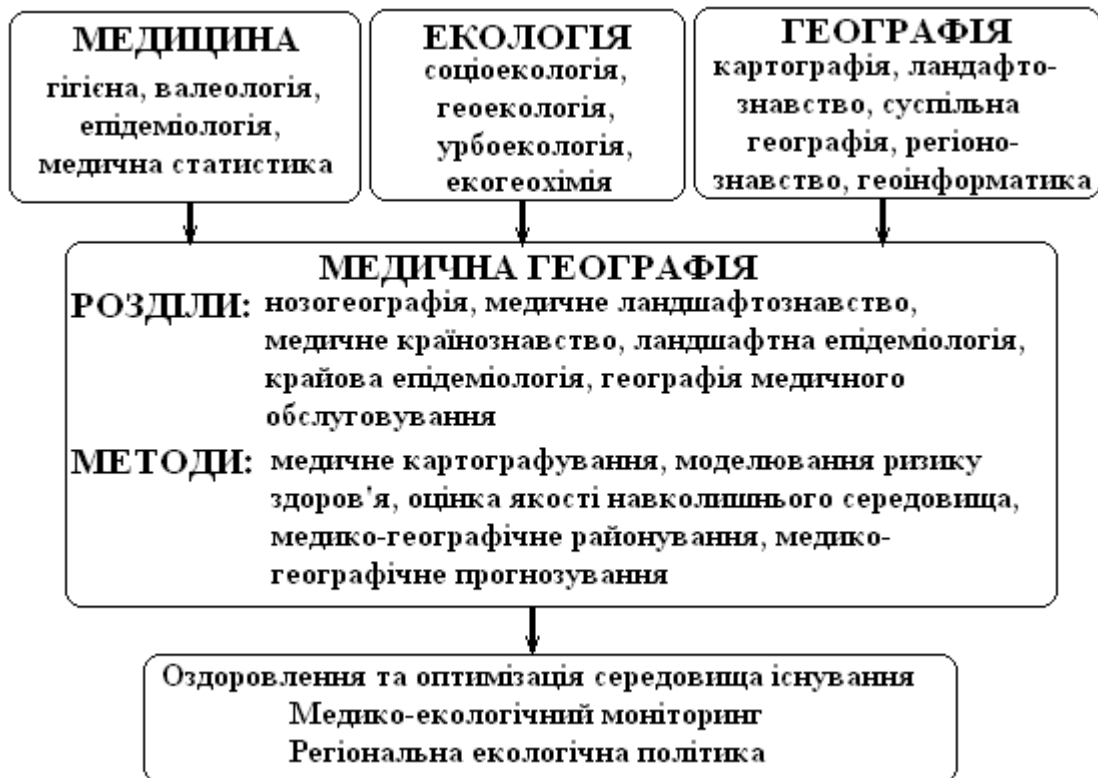 МЕДИЦИНА
гігієна, валеологія,
епідеміологія,
медична статистика
ЕКОЛОГІЯ
соціоекологія,
геоекологія,
урбоекологія,
екогеохімія
ГЕОГРАФІЯ
картографія, ландафто-
знавство, суспільна
географія, регіоно-
знавство, геоінформатика
МЕДИЧНА ГЕОГРАФІЯ
РОЗДІЛИ: нозогеографія, медичне ландшафтознавство,
медичне країнознавство, ландшафтна епідеміологія,
крайова епідеміологія, географія медичного
обслуговування
МЕТОДИ: медичне картографування, моделювання ризику
здоров'я, оцінка якості навколишнього середовища,
медико-географічне районування, медико-
географічне прогнозування
Оздоровлення та оптимізація середовища існування
Медико-екологічний моніторинг
Регіональна екологічна політика